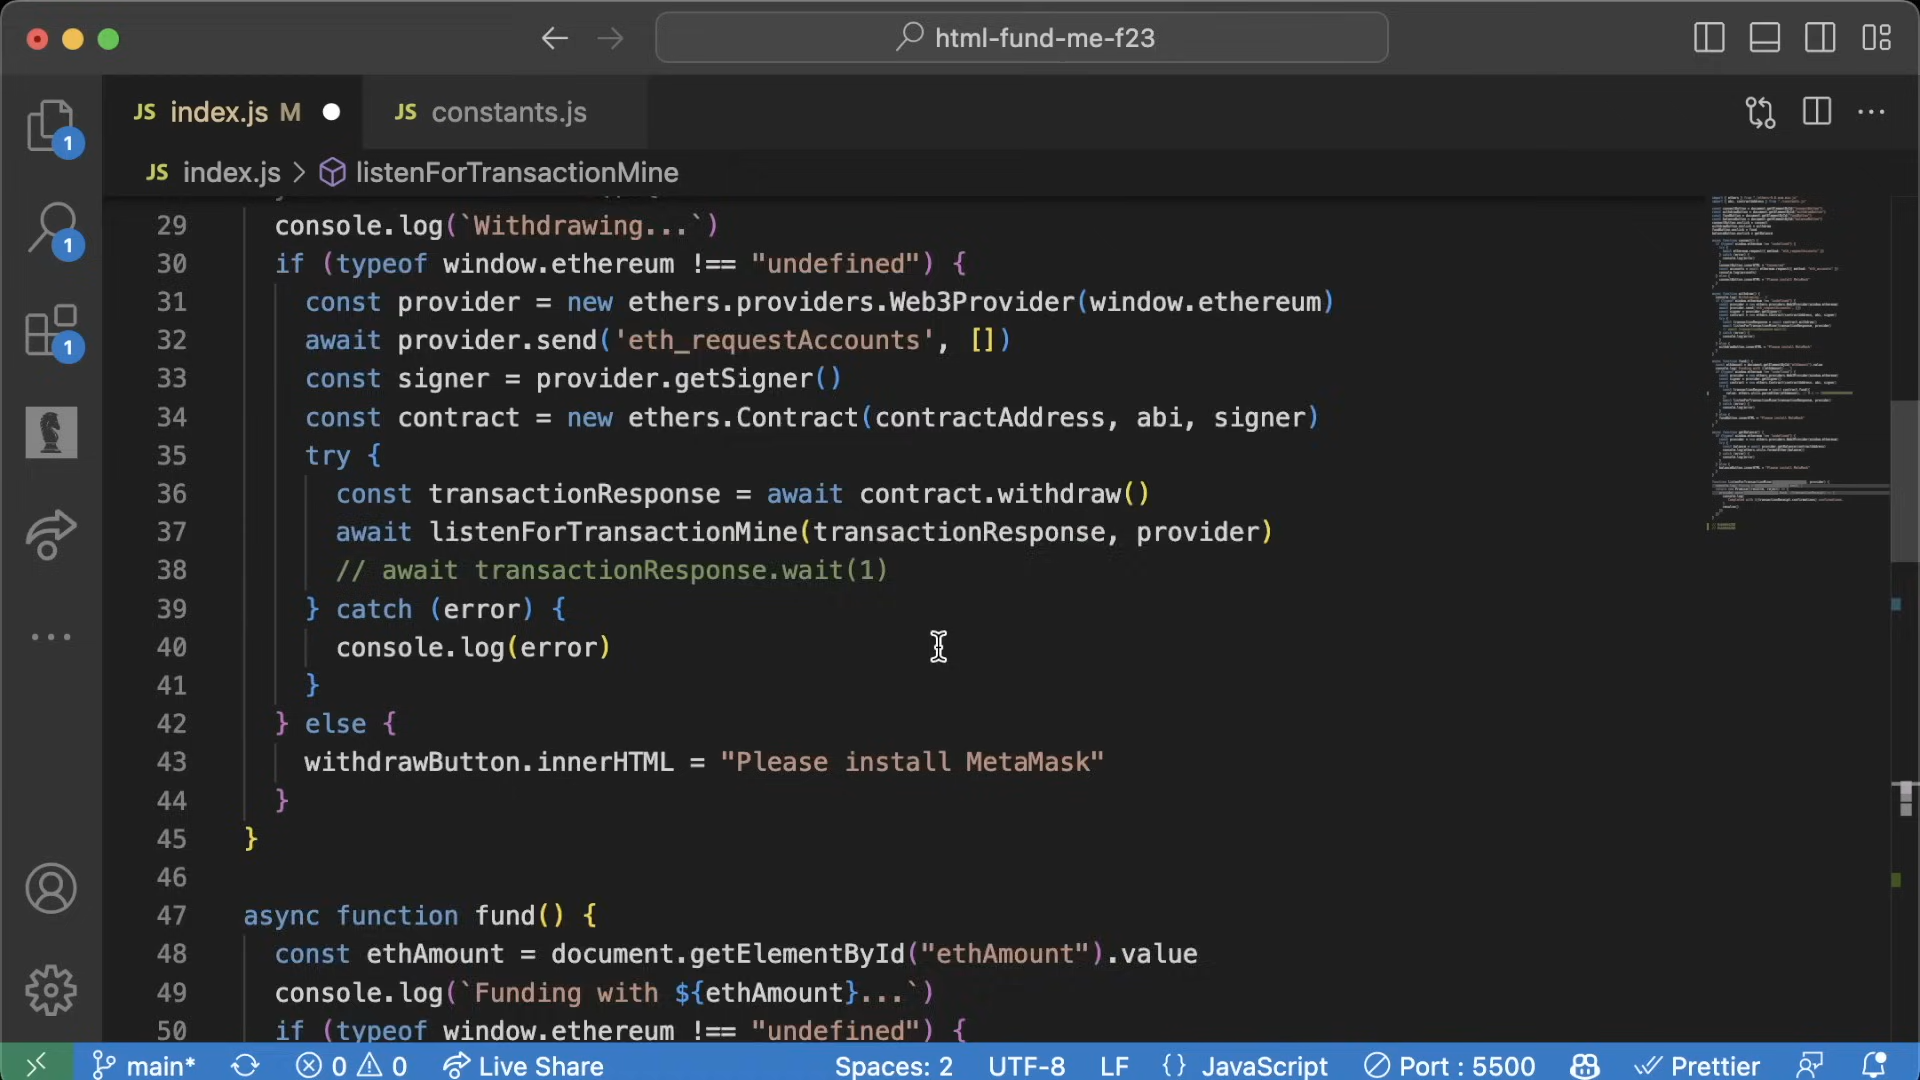 html-fund-me-f23
JS index.js M JS constants.js
JS index.js > listenForTransactionMine
1
1
1
29 console.log(`Withdrawing...`)
30 if (typeof window.ethereum !== "undefined") {
31 const provider = new ethers.providers.Web3Provider(window.ethereum)
32 await provider.send('eth_requestAccounts', [])
33 const signer = provider.getSigner()
34 const contract = new ethers.Contract(contractAddress, abi, signer)
35 try {
36 const transactionResponse = await contract.withdraw()
37 await listenForTransactionMine(transactionResponse, provider)
38 // await transactionResponse.wait(1)
39 } catch (error) {
40 console.log(error)
41 }
42 } else {
43 withdrawButton.innerHTML = "Please install MetaMask"
44 }
45 }
46
47 async function fund() {
48 const ethAmount = document.getElementById("ethAmount").value
49 console.log(`Funding with ${ethAmount}...`)
50 if (typeof window.ethereum !== "undefined") {
main* 0 0 Live Share Spaces: 2 UTF-8 LF {} JavaScript Port : 5500 Prettier